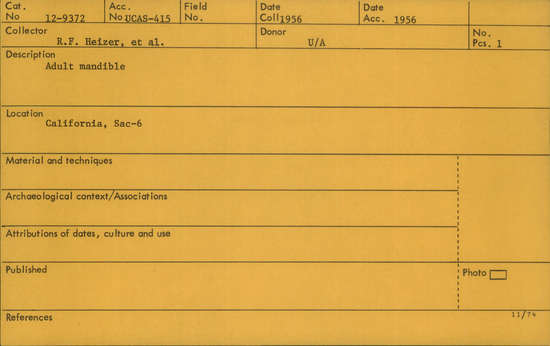 Cat. No 12-9372 Acc. No UCAS-415 Field No. Date Coll 1956 Date Acc. 1956
Collector R.F. Heizer, et al. Donor U/A No. Pcs. 1
Description
Adult mandible
Location
California, Sac-6
Material and techniques
Archaeological context/Associations
Attributions of dates, culture and use
Published Photo
References 11/74